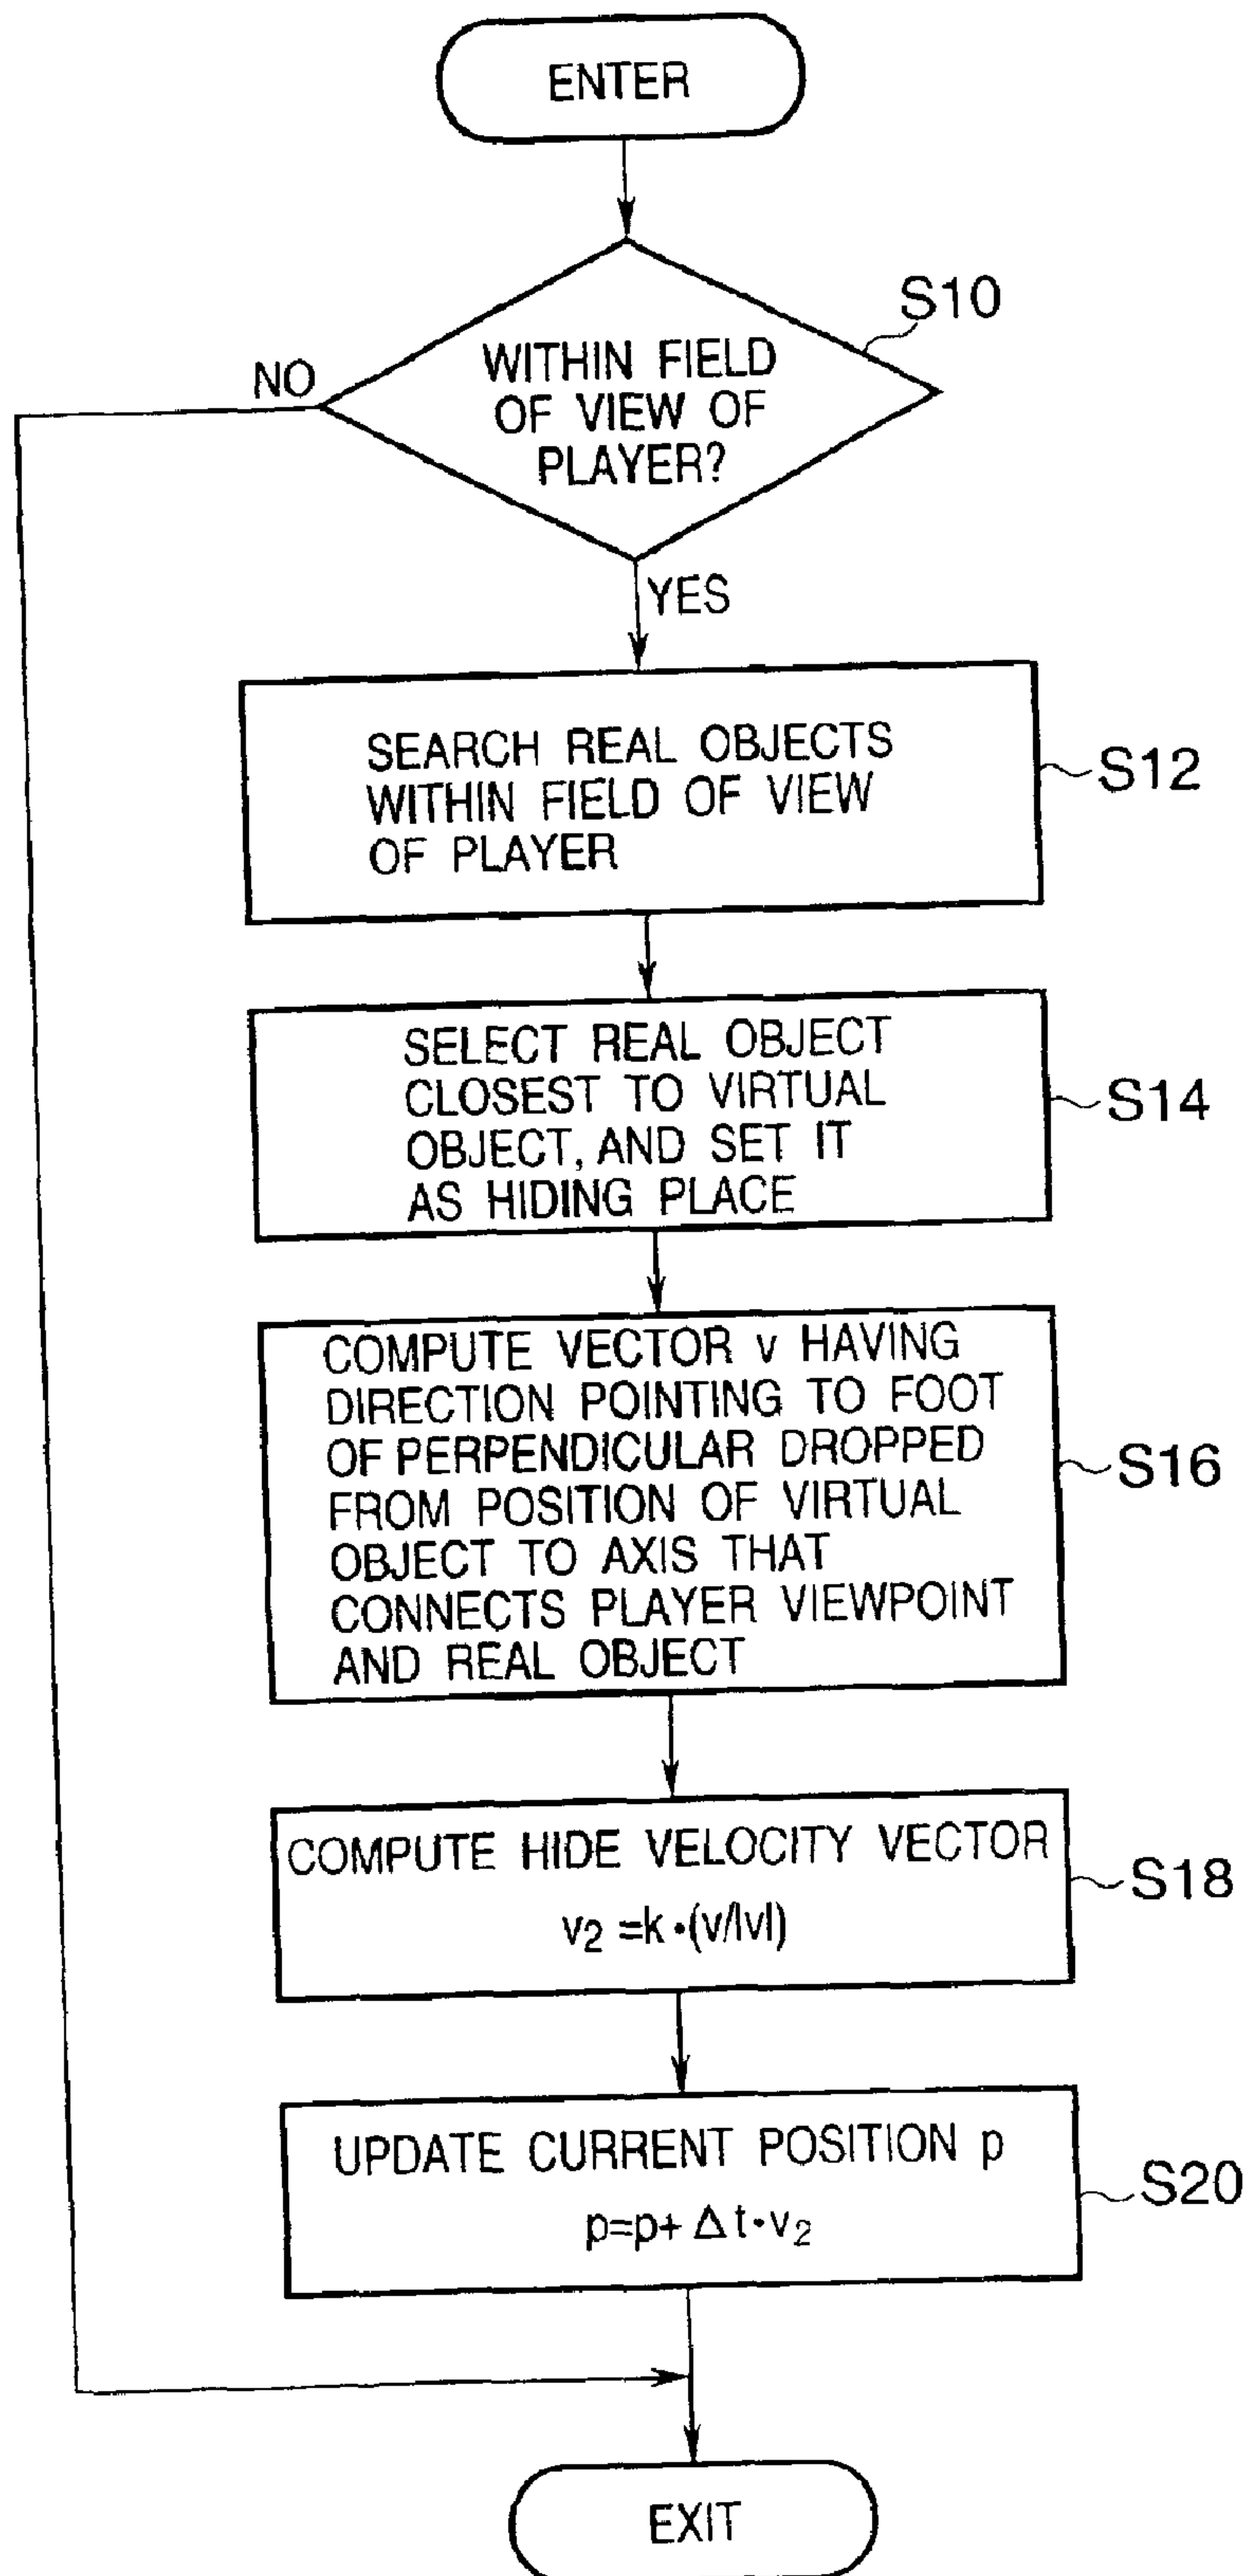 ENTER
S10
NO
WITHIN FIELD
OF VIEW OF
PLAYER?
YES
SEARCH REAL OBJECTS
WITHIN FIELD OF VIEW
OF PLAYER
S12
SELECT REAL OBJECT
CLOSEST TO VIRTUAL
OBJECT, AND SET IT
AS HIDING PLACE
S14
COMPUTE VECTOR v HAVING
DIRECTION POINTING TO FOOT
OF PERPENDICULAR DROPPED
FROM POSITION OF VIRTUAL
OBJECT TO AXIS THAT
CONNECTS PLAYER VIEWPOINT
AND REAL OBJECT
S16
COMPUTE HIDE VELOCITY VECTOR
v₂ =k·(v/|v|)
S18
UPDATE CURRENT POSITION p
p=p+ Δt·v₂
S20
EXIT